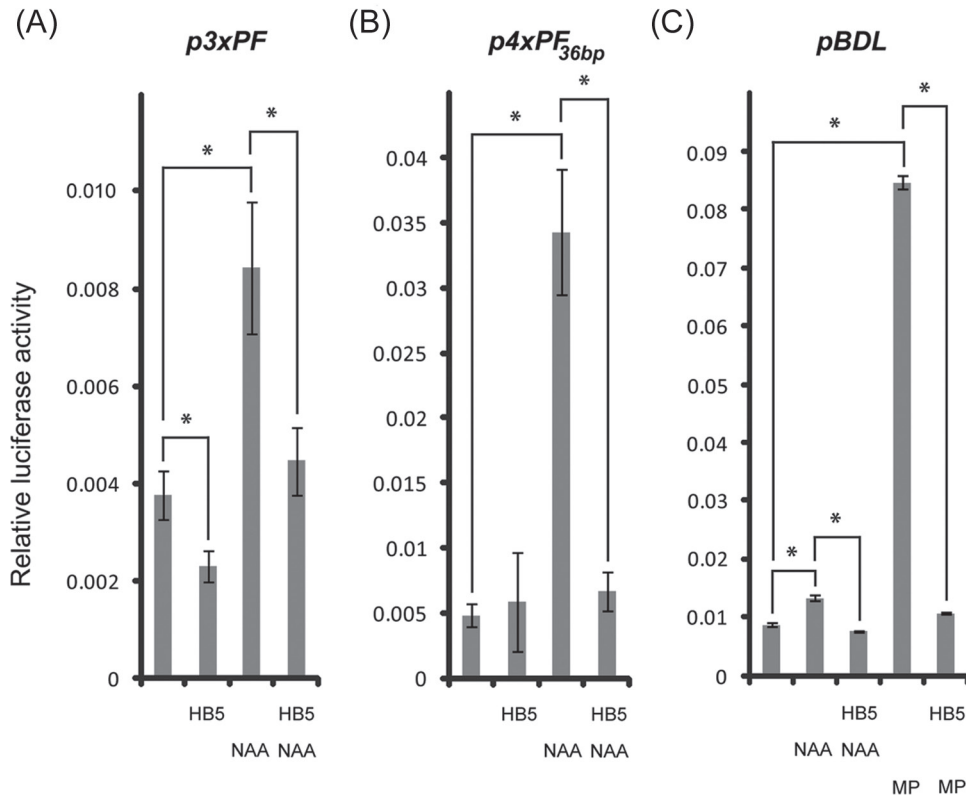 (A)
p3xPF
Relative luciferase activity
0.010
0.008
0.006
0.004
0.002
0
*
*
*
HB5
HB5
NAA
NAA
(B)
p4xPF36bp
0.04
0.035
0.03
0.025
0.02
0.015
0.01
0.005
0
*
*
HB5
HB5
NAA
NAA
(C)
pBDL
0.09
0.08
0.07
0.06
0.05
0.04
0.03
0.02
0.01
0
*
*
*
*
HB5
HB5
NAA
NAA
MP
MP